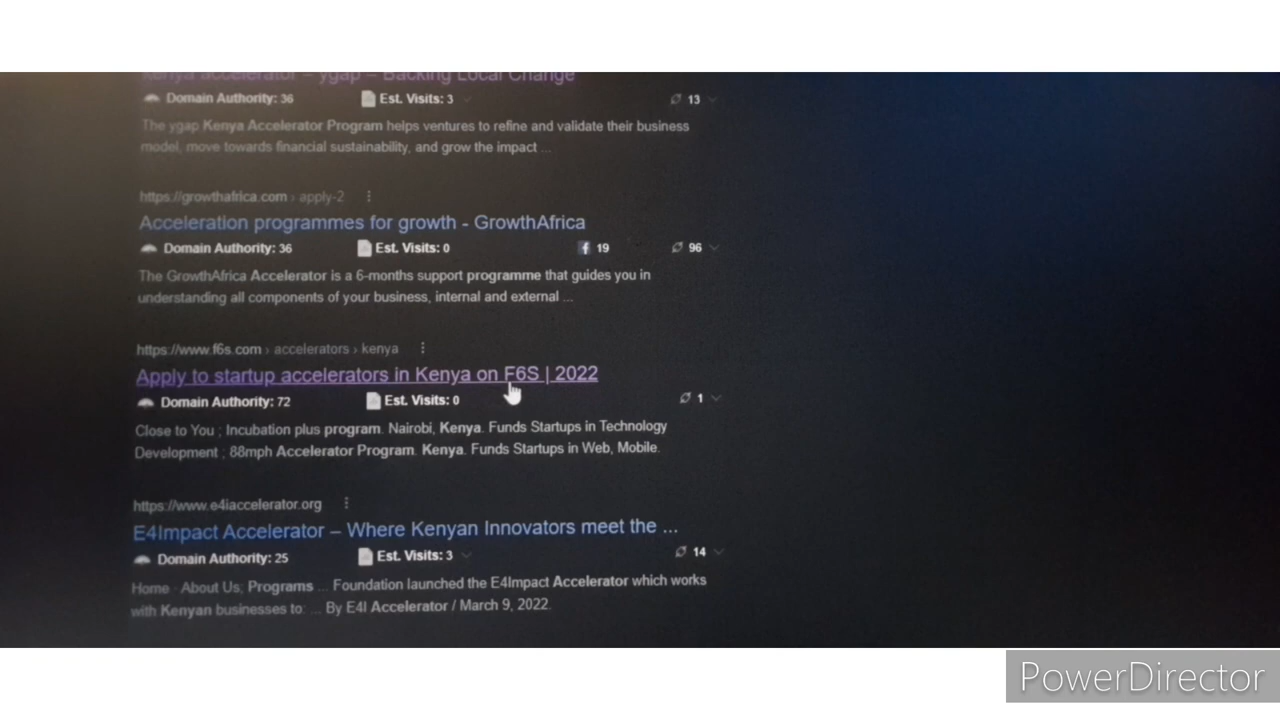 Kenya accelerator – ygap – Backing Local Change
Domain Authority: 36 Est. Visits: 3 13
The ygap Kenya Accelerator Program helps ventures to refine and validate their business
model, move towards financial sustainability, and grow the impact ...
https://growthafrica.com › apply-2
Acceleration programmes for growth - GrowthAfrica
Domain Authority: 36 Est. Visits: 0 19 96
The GrowthAfrica Accelerator is a 6-months support programme that guides you in
understanding all components of your business, internal and external ...
https://www.f6s.com › accelerators › kenya
Apply to startup accelerators in Kenya on F6S | 2022
Domain Authority: 72 Est. Visits: 0 1
Close to You ; Incubation plus program. Nairobi, Kenya. Funds Startups in Technology
Development ; 88mph Accelerator Program. Kenya. Funds Startups in Web, Mobile.
https://www.e4iaccelerator.org
E4Impact Accelerator – Where Kenyan Innovators meet the ...
Domain Authority: 25 Est. Visits: 3 14
Home · About Us; Programs ... Foundation launched the E4Impact Accelerator which works
with Kenyan businesses to: ... By E4I Accelerator / March 9, 2022.
PowerDirector